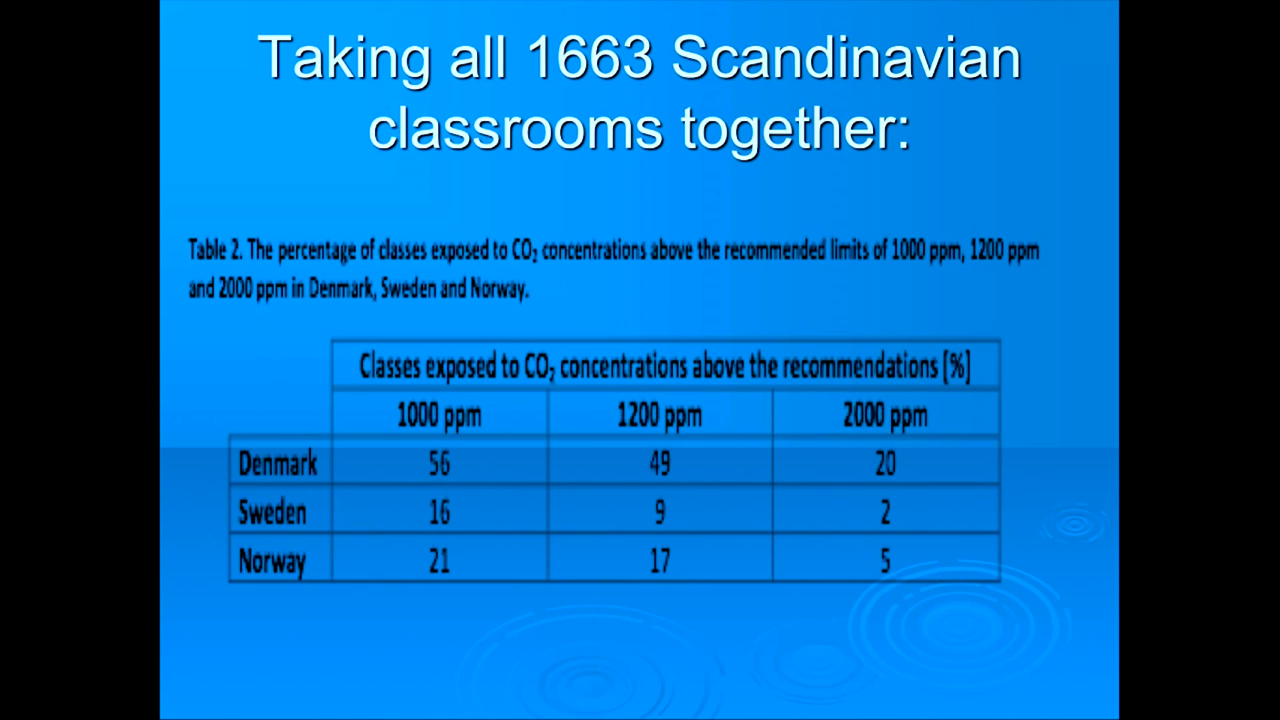 Taking all 1663 Scandinavian
classrooms together:
Table 2. The percentage of classes exposed to CO₂ concentrations above the recommended limits of 1000 ppm, 1200 ppm
and 2000 ppm in Denmark, Sweden and Norway.
Classes exposed to CO₂ concentrations above the recommendations [%]
1000 ppm 1200 ppm 2000 ppm
Denmark 56 49 20
Sweden 16 9 2
Norway 21 17 5